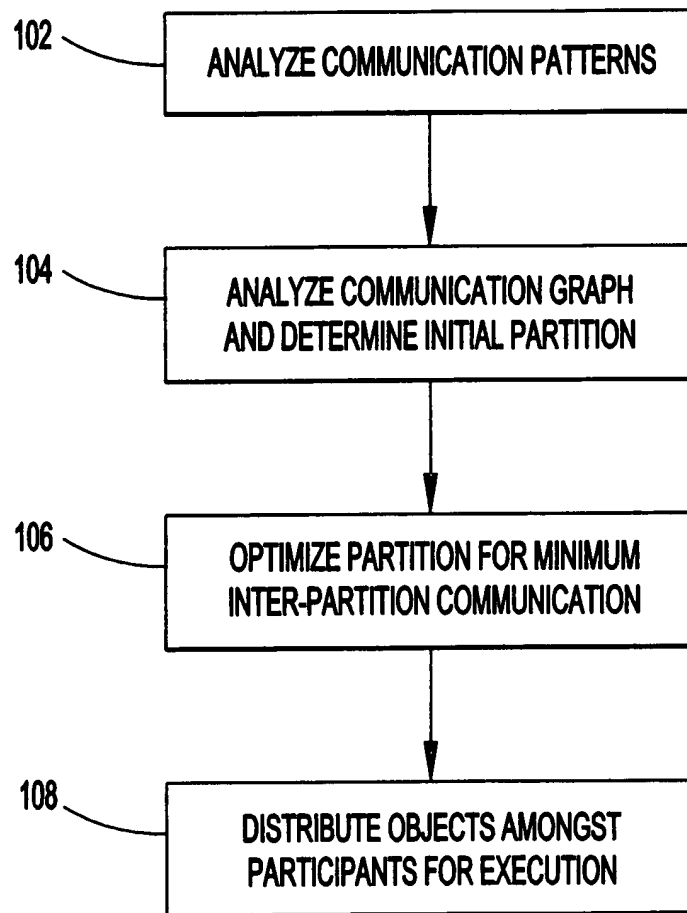 102
ANALYZE COMMUNICATION PATTERNS
104
ANALYZE COMMUNICATION GRAPH
AND DETERMINE INITIAL PARTITION
106
OPTIMIZE PARTITION FOR MINIMUM
INTER-PARTITION COMMUNICATION
108
DISTRIBUTE OBJECTS AMONGST
PARTICIPANTS FOR EXECUTION